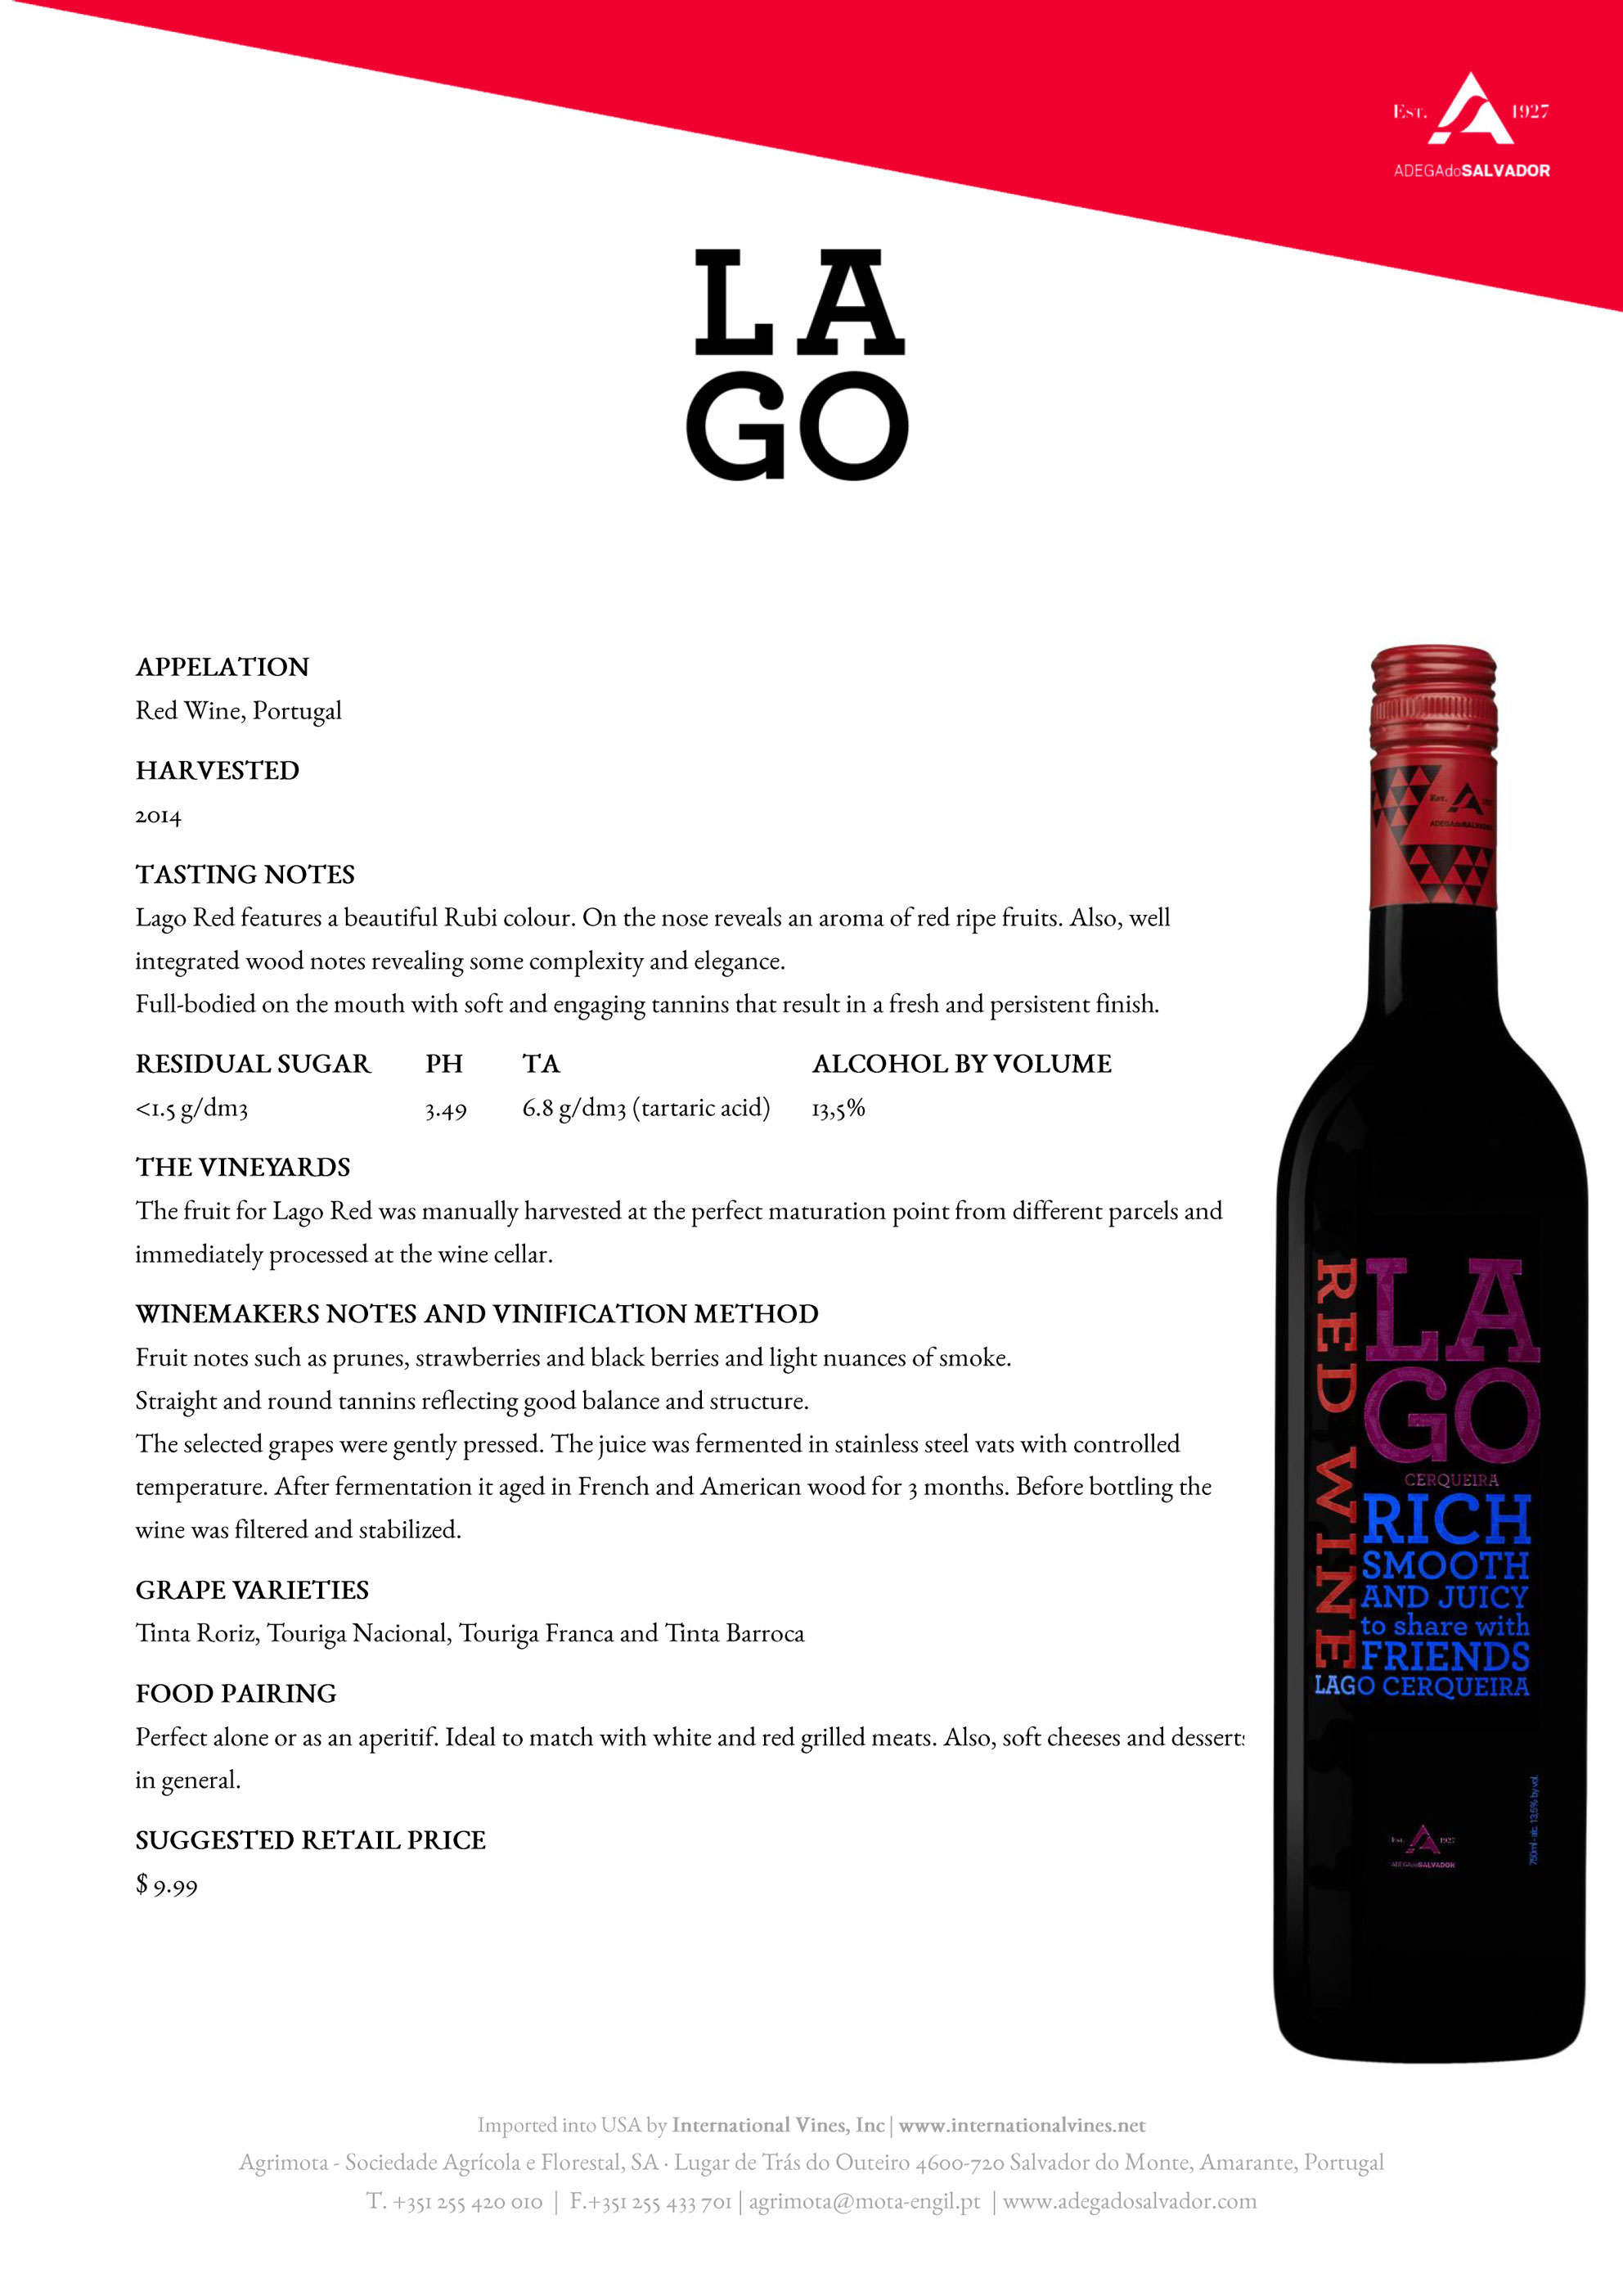 Est. 1927
ADEGAdoSALVADOR
LA
GO
APPELATION
Red Wine, Portugal
HARVESTED
2014
TASTING NOTES
Lago Red features a beautiful Rubi colour. On the nose reveals an aroma of red ripe fruits. Also, well
integrated wood notes revealing some complexity and elegance.
Full-bodied on the mouth with soft and engaging tannins that result in a fresh and persistent finish.
RESIDUAL SUGAR PH TA ALCOHOL BY VOLUME
<1.5 g/dm3 3.49 6.8 g/dm3 (tartaric acid) 13,5%
THE VINEYARDS
The fruit for Lago Red was manually harvested at the perfect maturation point from different parcels and
immediately processed at the wine cellar.
WINEMAKERS NOTES AND VINIFICATION METHOD
Fruit notes such as prunes, strawberries and black berries and light nuances of smoke.
Straight and round tannins reflecting good balance and structure.
The selected grapes were gently pressed. The juice was fermented in stainless steel vats with controlled
temperature. After fermentation it aged in French and American wood for 3 months. Before bottling the
wine was filtered and stabilized.
GRAPE VARIETIES
Tinta Roriz, Touriga Nacional, Touriga Franca and Tinta Barroca
FOOD PAIRING
Perfect alone or as an aperitif. Ideal to match with white and red grilled meats. Also, soft cheeses and desserts
in general.
SUGGESTED RETAIL PRICE
$ 9.99
Est.
ADEGAdoSALVADOR
RED WINE
LA
GO
CERQUEIRA
RICH
SMOOTH
AND JUICY
to share with
FRIENDS
LAGO CERQUEIRA
Est. 1927
ADEGAdoSALVADOR
750ml - alc. 13,5% by vol.
Imported into USA by International Vines, Inc | www.internationalvines.net
Agrimota - Sociedade Agrícola e Florestal, SA · Lugar de Trás do Outeiro 4600-720 Salvador do Monte, Amarante, Portugal
T. +351 255 420 010 | F.+351 255 433 701 | agrimota@mota-engil.pt | www.adegadosalvador.com